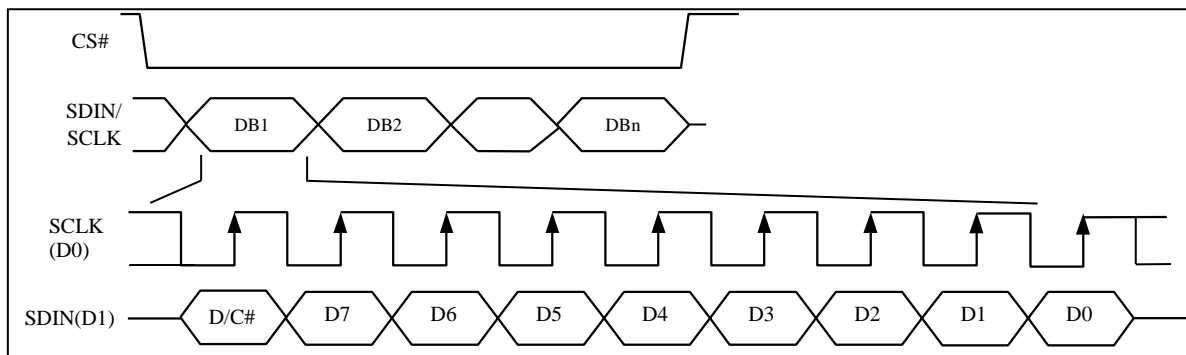 CS#
SDIN/
SCLK
DB1 DB2 DBn
SCLK
(D0)
SDIN(D1) D/C# D7 D6 D5 D4 D3 D2 D1 D0